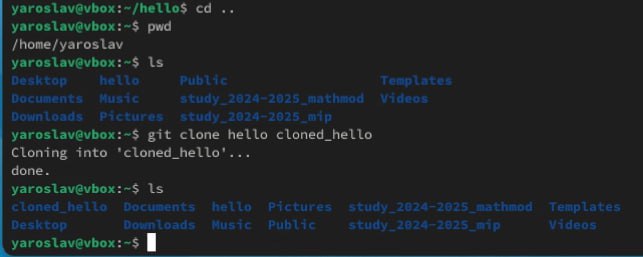 yaroslav@vbox:~/hello$ cd ..
yaroslav@vbox:~$ pwd
/home/yaroslav
yaroslav@vbox:~$ ls
Desktop    hello     Public                   Templates
Documents  Music     study_2024-2025_mathmod  Videos
Downloads  Pictures  study_2024-2025_mip
yaroslav@vbox:~$ git clone hello cloned_hello
Cloning into 'cloned_hello'...
done.
yaroslav@vbox:~$ ls
cloned_hello  Documents  hello  Pictures  study_2024-2025_mathmod  Templates
Desktop       Downloads  Music  Public    study_2024-2025_mip      Videos
yaroslav@vbox:~$